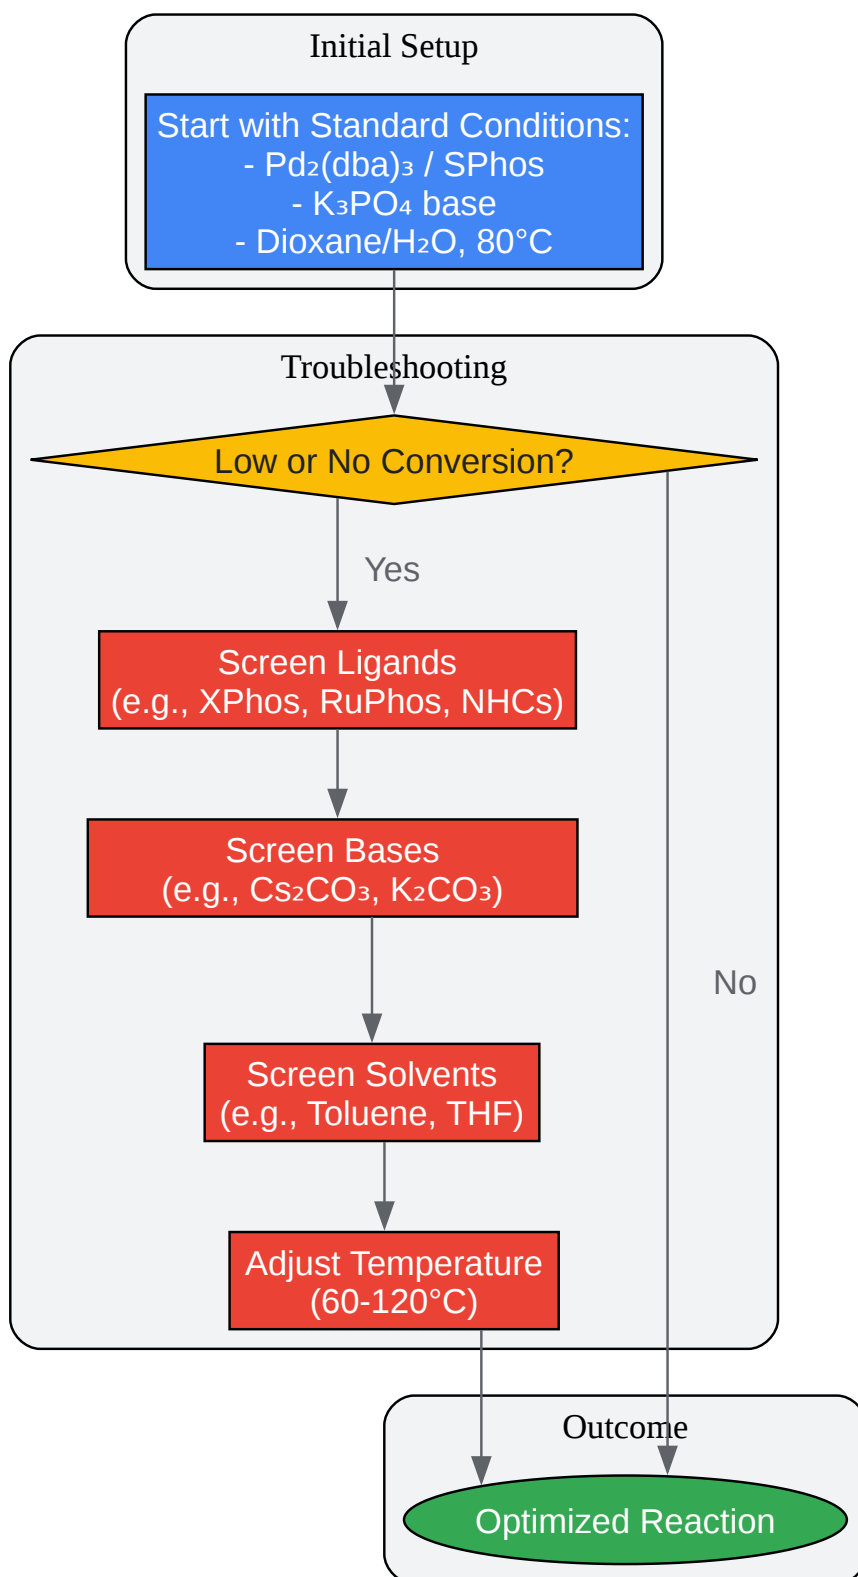 Initial Setup
Start with Standard Conditions:
- Pd₂(dba)₃ / SPhos
- K₃PO₄ base
- Dioxane/H₂O, 80°C
Troubleshooting
Low or No Conversion?
Yes
Screen Ligands
(e.g., XPhos, RuPhos, NHCs)
Screen Bases
(e.g., Cs₂CO₃, K₂CO₃)
No
Screen Solvents
(e.g., Toluene, THF)
Adjust Temperature
(60-120°C)
Outcome
Optimized Reaction